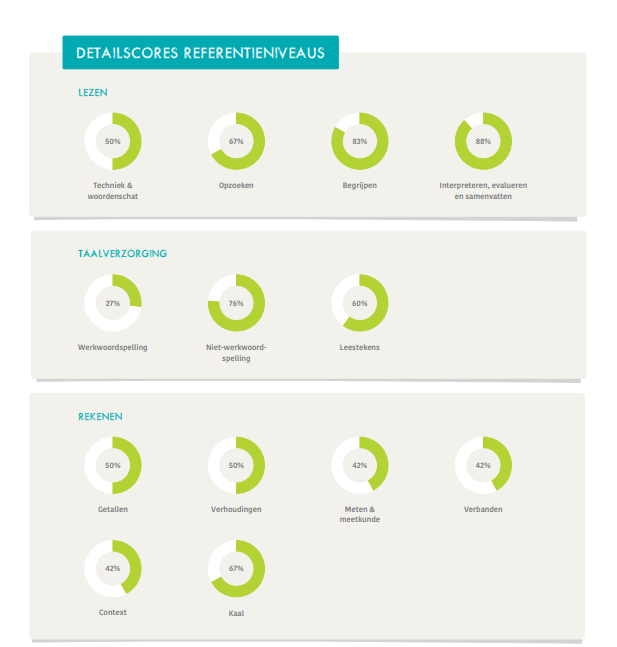 DETAILSCORES REFERENTIENIVEAUS
LEZEN
50%
67%
83%
88%
Techniek &
woordenschat
Opzoeken
Begrijpen
Interpreteren, evalueren
en samenvatten
TAALVERZORGING
27%
76%
60%
Werkwoordspelling
Niet-werkwoord-
spelling
Leestekens
REKENEN
50%
50%
42%
42%
Getallen
Verhoudingen
Meten &
meetkunde
Verbanden
42%
67%
Context
Kaal